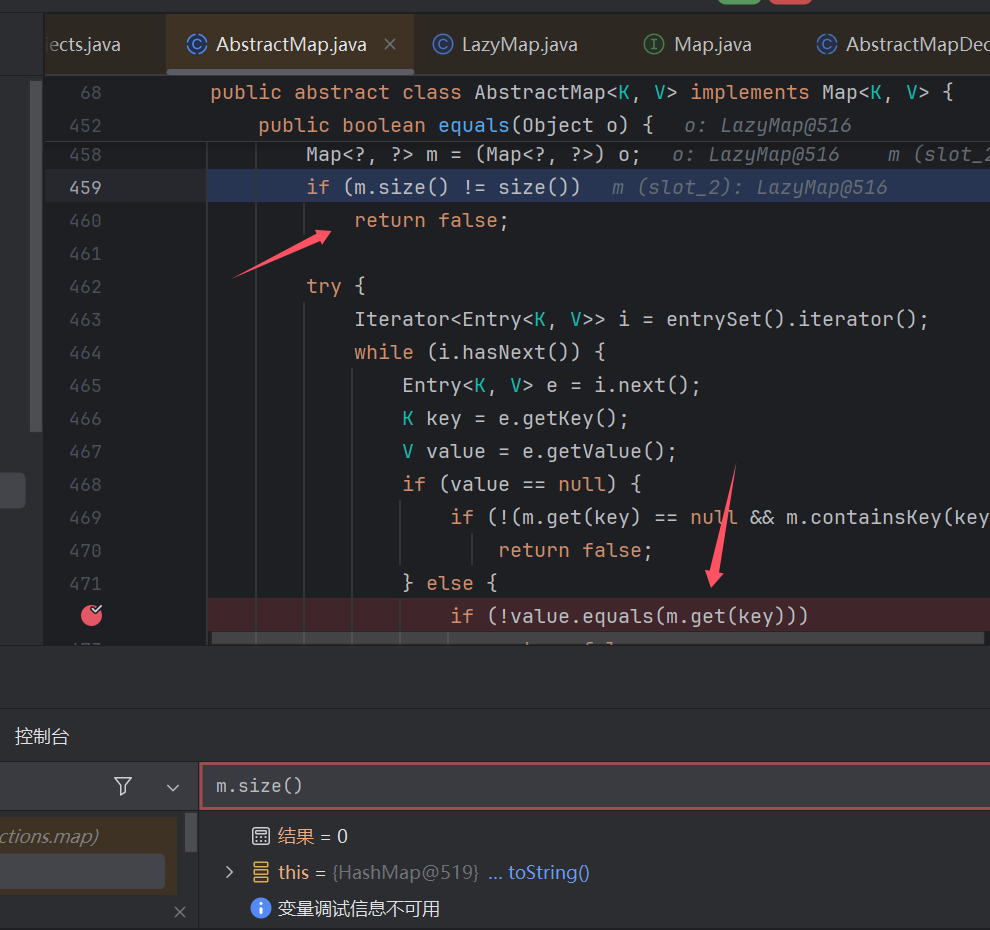 ects.java AbstractMap.java LazyMap.java Map.java AbstractMapDec
68 public abstract class AbstractMap<K, V> implements Map<K, V> {
452 public boolean equals(Object o) { o: LazyMap@516
458 Map<?, ?> m = (Map<?, ?>) o; o: LazyMap@516 m (slot_2
459 if (m.size() != size()) m (slot_2): LazyMap@516
460 return false;
461
462 try {
463 Iterator<Entry<K, V>> i = entrySet().iterator();
464 while (i.hasNext()) {
465 Entry<K, V> e = i.next();
466 K key = e.getKey();
467 V value = e.getValue();
468 if (value == null) {
469 if (!(m.get(key) == null && m.containsKey(key
470 return false;
471 } else {
if (!value.equals(m.get(key)))
控制台
m.size()
ctions.map)
结果 = 0
this = {HashMap@519} ... toString()
变量调试信息不可用